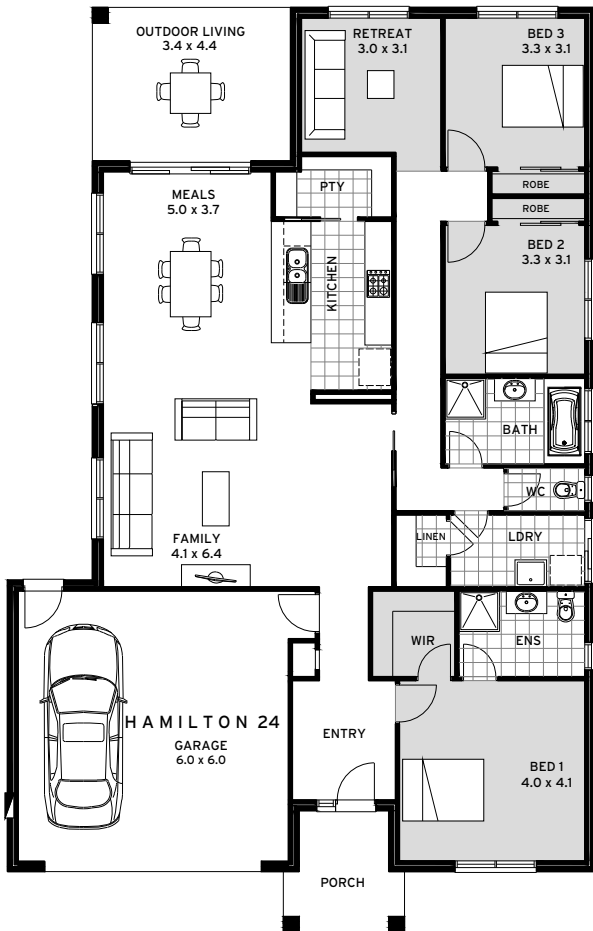 OUTDOOR LIVING
3.4 x 4.4
RETREAT
3.0 x 3.1
BED 3
3.3 x 3.1
MEALS
5.0 x 3.7
PTY
ROBE
ROBE
KITCHEN
BED 2
3.3 x 3.1
BATH
WC
FAMILY
4.1 x 6.4
LINEN
LDRY
WIR
ENS
HAMILTON 24
GARAGE
6.0 x 6.0
ENTRY
BED 1
4.0 x 4.1
PORCH